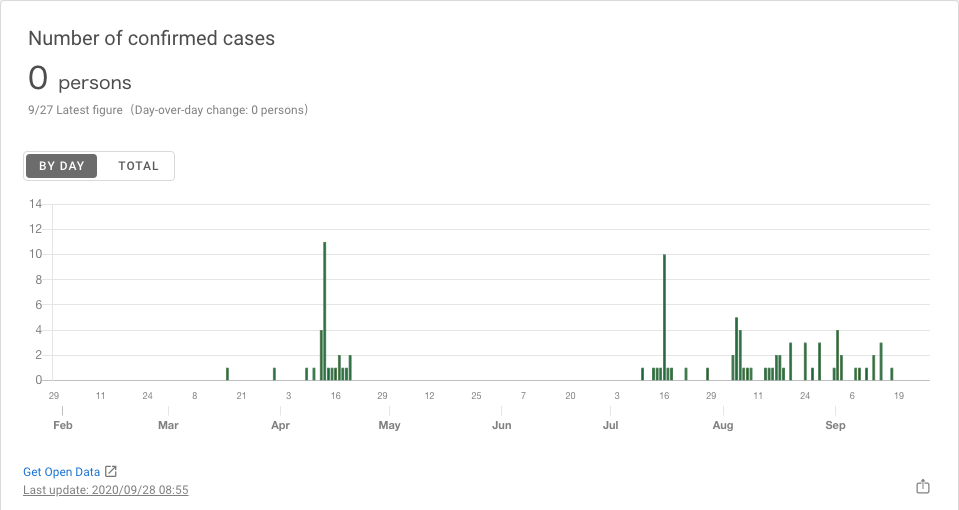 Number of confirmed cases
0 persons
9/27 Latest figure（Day-over-day change: 0 persons）
BY DAY TOTAL
14
12
10
8
6
4
2
0
29 11 24 8 21 3 16 29 12 25 7 20 3 16 29 11 24 6 19
Feb Mar Apr May Jun Jul Aug Sep
Get Open Data
Last update: 2020/09/28 08:55